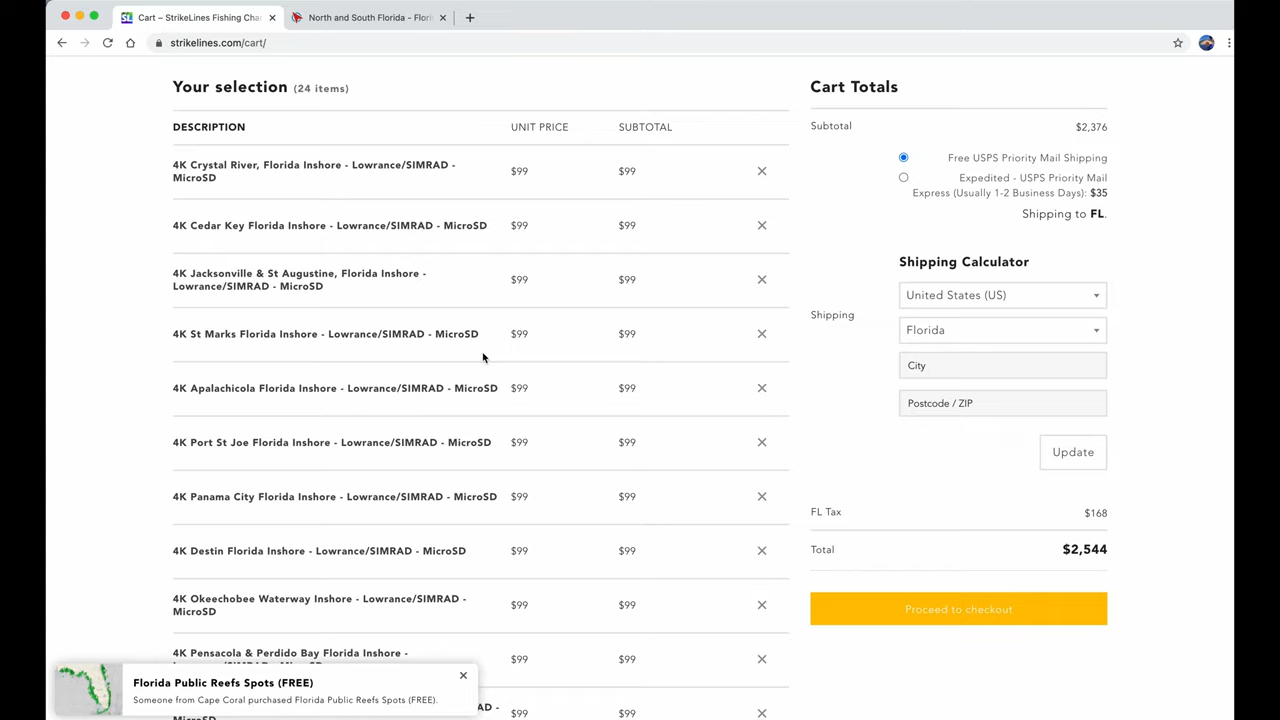 Cart – StrikeLines Fishing Cha
North and South Florida - Flori
strikelines.com/cart/
Your selection (24 items)
DESCRIPTION UNIT PRICE SUBTOTAL
4K Crystal River, Florida Inshore - Lowrance/SIMRAD -
MicroSD
$99 $99
4K Cedar Key Florida Inshore - Lowrance/SIMRAD - MicroSD $99 $99
4K Jacksonville & St Augustine, Florida Inshore -
Lowrance/SIMRAD - MicroSD
$99 $99
4K St Marks Florida Inshore - Lowrance/SIMRAD - MicroSD $99 $99
4K Apalachicola Florida Inshore - Lowrance/SIMRAD - MicroSD $99 $99
4K Port St Joe Florida Inshore - Lowrance/SIMRAD - MicroSD $99 $99
4K Panama City Florida Inshore - Lowrance/SIMRAD - MicroSD $99 $99
4K Destin Florida Inshore - Lowrance/SIMRAD - MicroSD $99 $99
4K Okeechobee Waterway Inshore - Lowrance/SIMRAD -
MicroSD
$99 $99
4K Pensacola & Perdido Bay Florida Inshore -
$99 $99
$99 $99
MicroSD
Florida Public Reefs Spots (FREE)
Someone from Cape Coral purchased Florida Public Reefs Spots (FREE).
Cart Totals
Subtotal $2,376
Free USPS Priority Mail Shipping
Expedited - USPS Priority Mail
Express (Usually 1-2 Business Days): $35
Shipping to FL.
Shipping
Shipping Calculator
United States (US)
Florida
City
Postcode / ZIP
Update
FL Tax $168
Total $2,544
Proceed to checkout